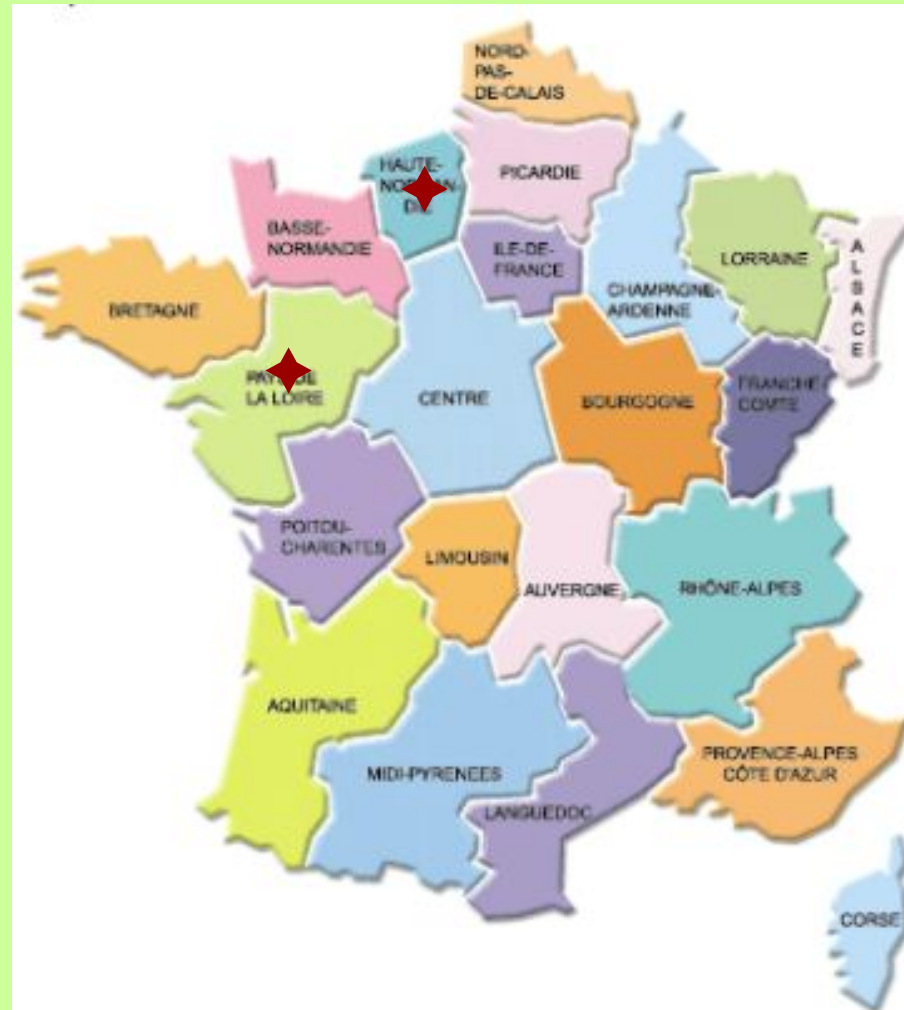 NORD-
PAS-
DE-CALAIS
HAUTE-
PICARDIE
BASSE-
NORMANDIE
ILE-DE-
FRANCE
LORRAINE
ALSACE
CHAMPAGNE-
ARDENNE
BRETAGNE
LA LOIRE
CENTRE
BOURGOGNE
FRANCHE-
COMTE
POITOU-
CHARENTES
LIMOUSIN
AUVERGNE
RHÔNE-ALPES
AQUITAINE
MIDI-PYRENEES
LANGUEDOC
PROVENCE-ALPES
CÔTE D'AZUR
CORSE